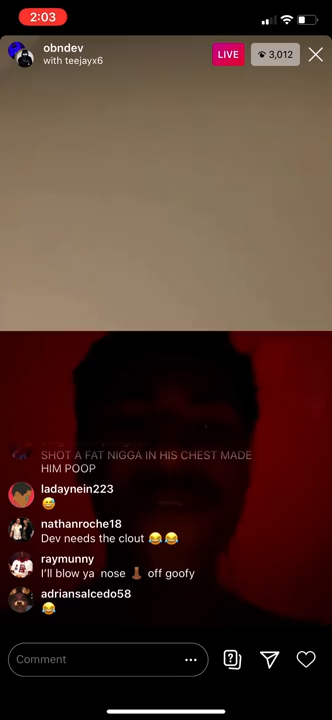 2:03
obndev
with teejayx6
LIVE
3,012
SHOT A FAT NIGGA IN HIS CHEST MADE
HIM POOP
ladaynein223
😅
nathanroche18
Dev needs the clout 😂😂
raymunny
I'll blow ya nose 👃🏾 off goofy
adriansalcedo58
😂
Comment